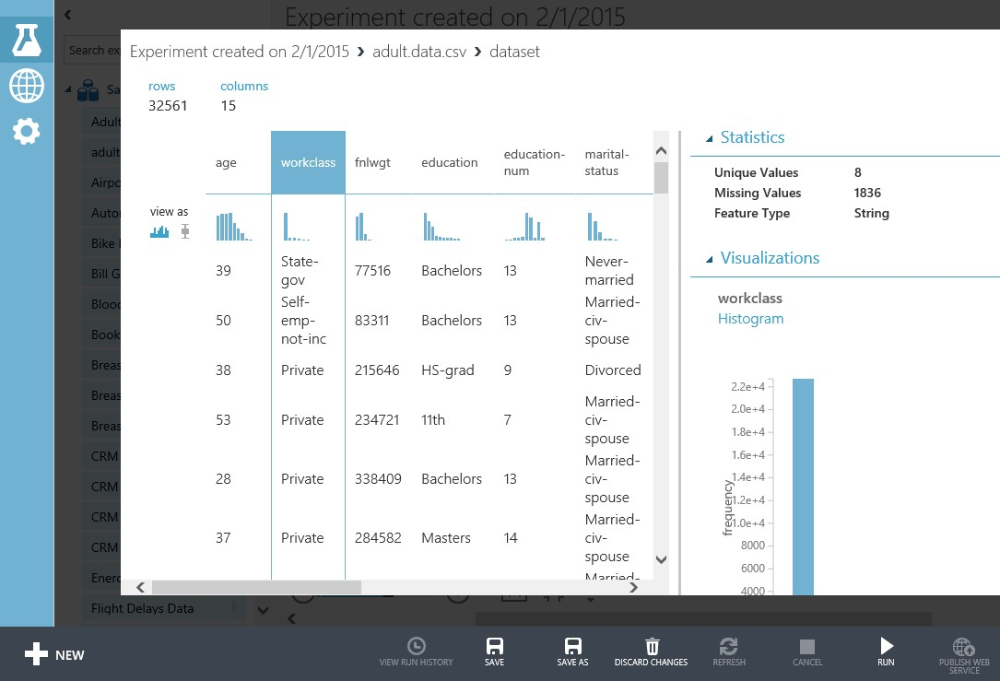 Experiment created on 2/1/2015
Search ex
Sa
Adult
adult
Airpo
Auto
Bike
Bill G
Blood
Book
Breas
Breas
Breas
CRM
CRM
CRM
CRM
Energ
Flight Delays Data
Experiment created on 2/1/2015 › adult.data.csv › dataset
rows
32561
columns
15
age
workclass
fnlwgt
education
education-
num
marital-
status
view as
39
State-
gov
77516
Bachelors
13
Never-
married
50
Self-
emp-
not-inc
83311
Bachelors
13
Married-
civ-
spouse
38
Private
215646
HS-grad
9
Divorced
53
Private
234721
11th
7
Married-
civ-
spouse
28
Private
338409
Bachelors
13
Married-
civ-
spouse
37
Private
284582
Masters
14
Married-
civ-
spouse
Married-
Statistics
Unique Values 8
Missing Values 1836
Feature Type String
Visualizations
workclass
Histogram
frequency
2.2e+4
2.0e+4
1.8e+4
1.6e+4
1.4e+4
1.2e+4
1.0e+4
8000
6000
4000
NEW
VIEW RUN HISTORY
SAVE
SAVE AS
DISCARD CHANGES
REFRESH
CANCEL
RUN
PUBLISH WEB
SERVICE